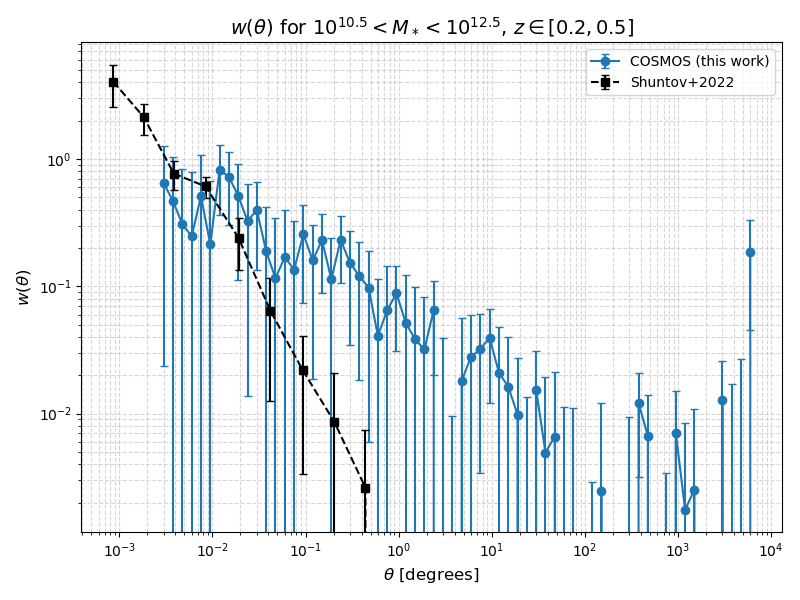 w(θ) for 10^10.5 < M_* < 10^12.5, z ∈ [0.2, 0.5]
COSMOS (this work)
Shuntov+2022
w(θ)
10^0
10^-1
10^-2
10^-3 10^-2 10^-1 10^0 10^1 10^2 10^3 10^4
θ [degrees]